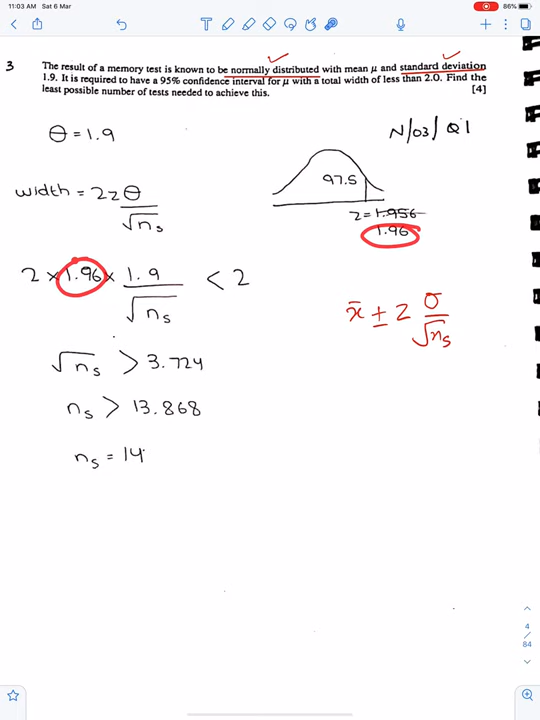 11:03 AM Sat 6 Mar
86%
3 The result of a memory test is known to be normally distributed with mean μ and standard deviation
1.9. It is required to have a 95% confidence interval for μ with a total width of less than 2.0. Find the
least possible number of tests needed to achieve this. [4]
N/03/Q1
θ = 1.9
97.5
width = 2zθ/√ns
z = 1.956
1.96
2 × 1.96 × 1.9/√ns < 2
x̄ ± z σ/√ns
√ns > 3.724
ns > 13.868
ns = 14
4
/
84